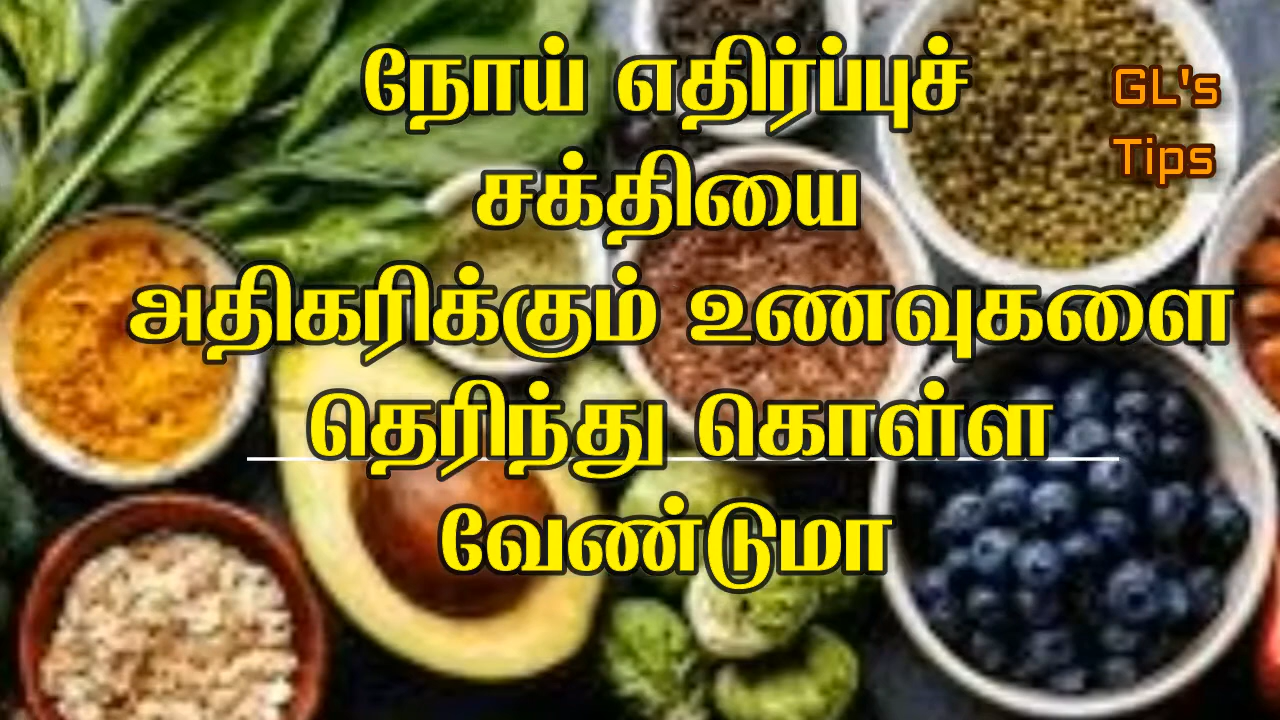 நோய் எதிர்ப்புச்
சக்தியை
அதிகரிக்கும் உணவுகளை
தெரிந்து கொள்ள
வேண்டுமா
GL's
Tips